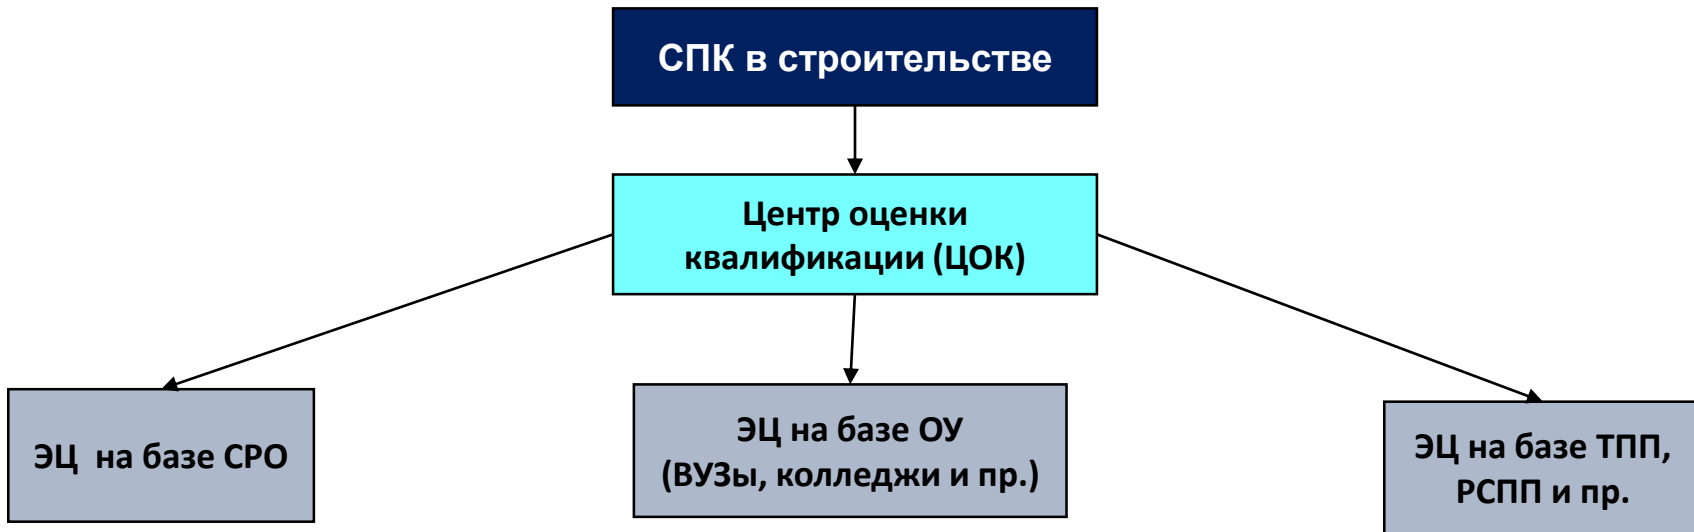 СПК в строительстве
Центр оценки
квалификации (ЦОК)
ЭЦ на базе СРО
ЭЦ на базе ОУ
(ВУЗы, колледжи и пр.)
ЭЦ на базе ТПП,
РСПП и пр.